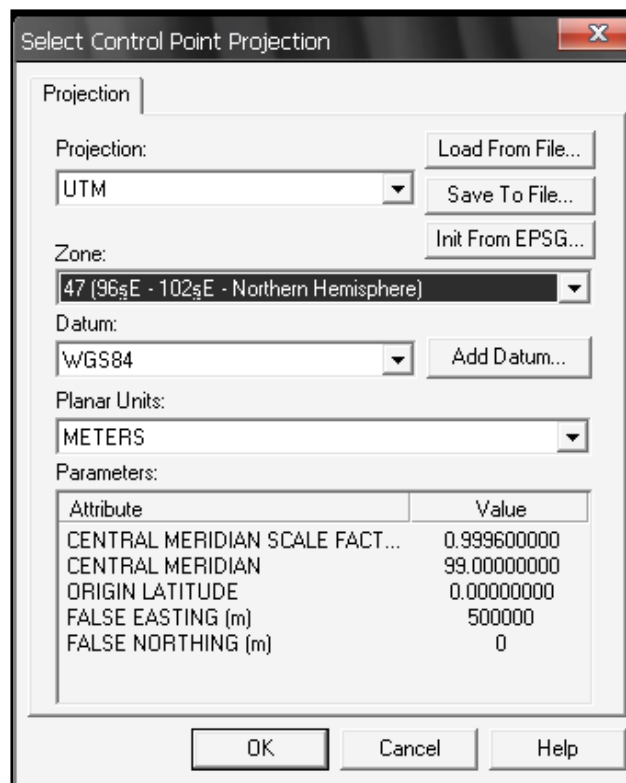 Select Control Point Projection
Projection
Projection:
Load From File...
UTM
Save To File...
Init From EPSG...
Zone:
47 (96şE - 102şE - Northern Hemisphere)
Datum:
WGS84
Add Datum...
Planar Units:
METERS
Parameters:
Attribute Value
CENTRAL MERIDIAN SCALE FACT... 0.999600000
CENTRAL MERIDIAN 99.00000000
ORIGIN LATITUDE 0.00000000
FALSE EASTING (m) 500000
FALSE NORTHING (m) 0
OK Cancel Help